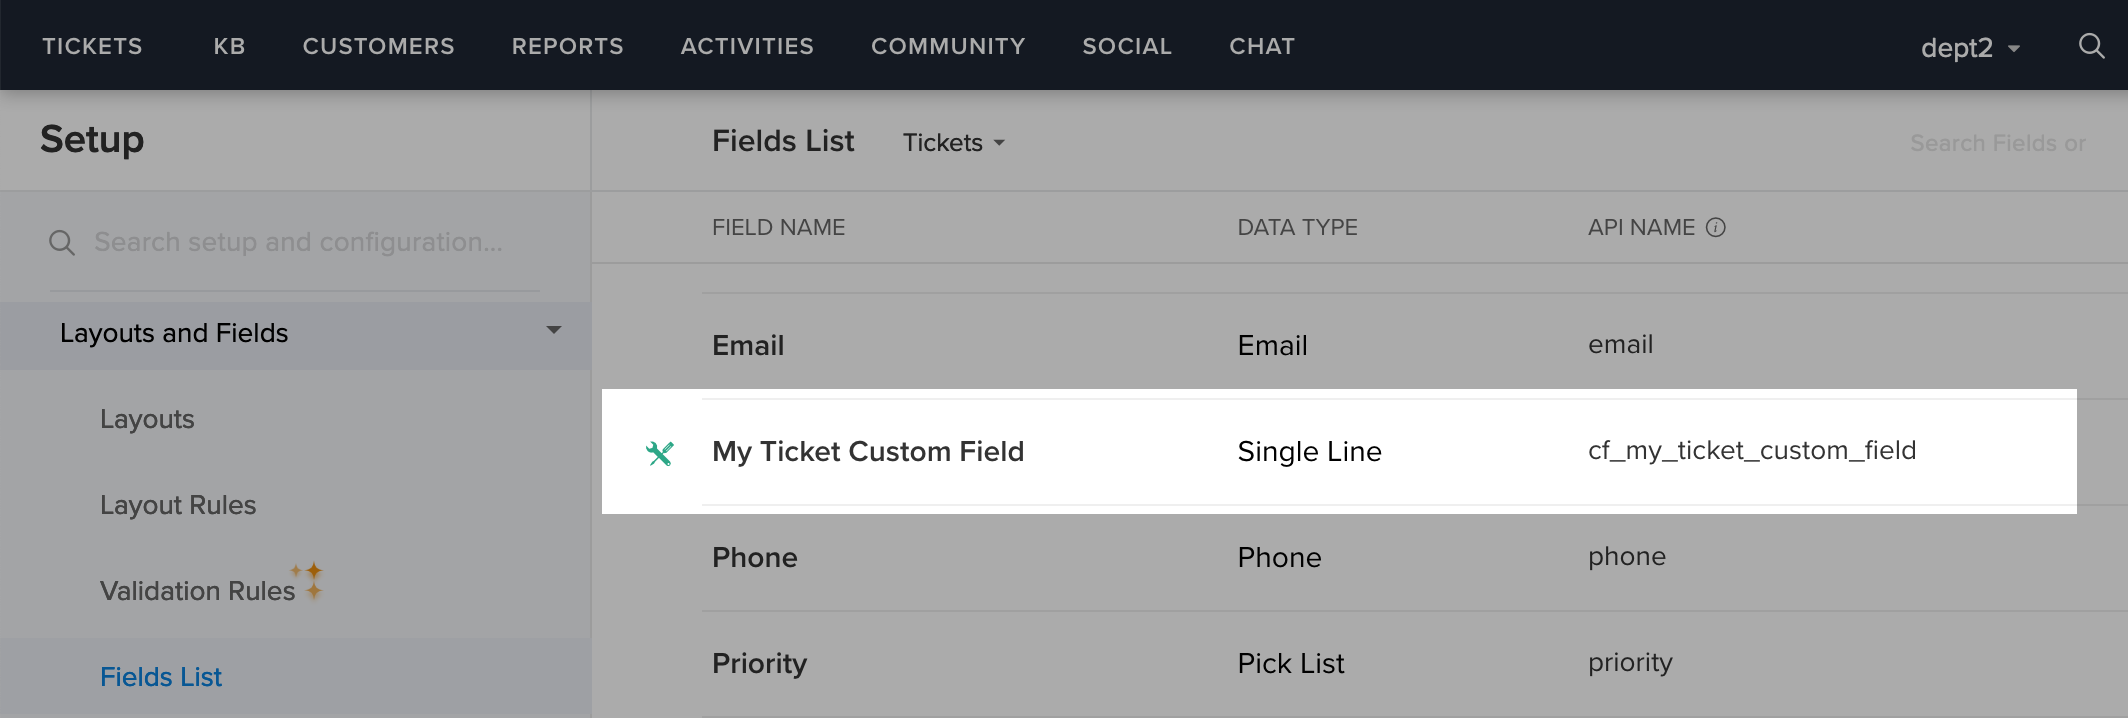 TICKETS KB CUSTOMERS REPORTS ACTIVITIES COMMUNITY SOCIAL CHAT dept2
Setup
Fields List Tickets Search Fields or
Search setup and configuration...
FIELD NAME DATA TYPE API NAME
Layouts and Fields
Email Email email
Layouts
My Ticket Custom Field Single Line cf_my_ticket_custom_field
Layout Rules
Phone Phone phone
Validation Rules
Priority Pick List priority
Fields List